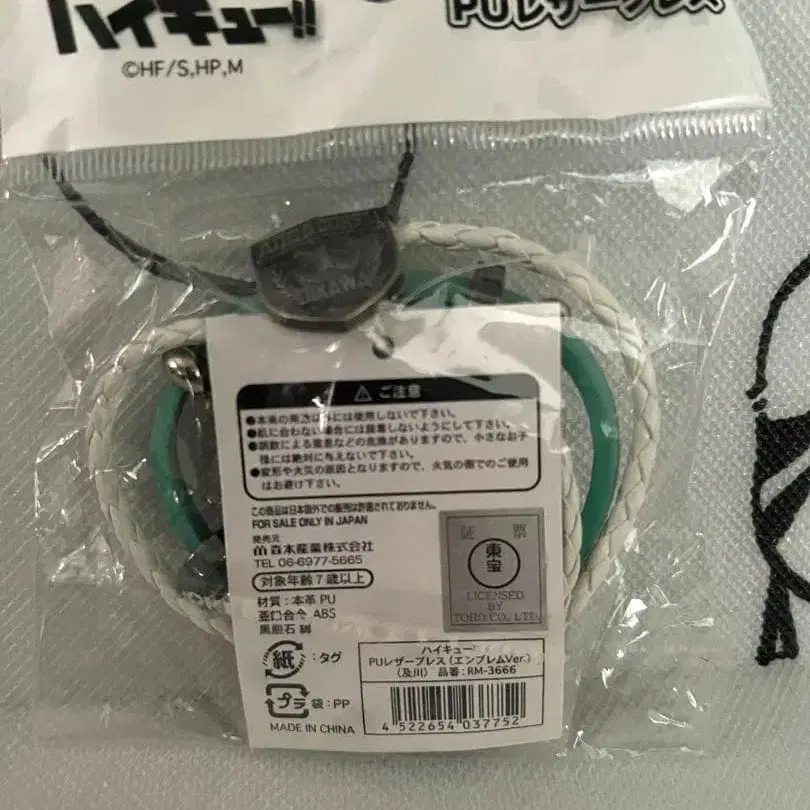 ハイキュー!!
PUレザーブレス
©HF/S,HP,M
ご注意
●本来の用途以外には使用しないで下さい。
●肌に合わない場合には装着しないようにして下さい。
●誤飲による窒息などの危険がありますので、小さなお子
様には絶対に与えないで下さい。
●変形や火災の原因となりますので、火気の側でのご使用
はお避け下さい。
この商品は日本国外での販売は許諾されておりません。
FOR SALE ONLY IN JAPAN
発売元
森本産業株式会社
TEL 06-6977-5665
対象年齢7歳以上
材質:本革 PU
亜鉛合金 ABS
黒胆石 綿
証 票
東宝
LICENSED
BY
TOHO CO., LTD.
紙 :タグ
プラ 袋:PP
MADE IN CHINA
ハイキュー!!
PUレザーブレス(エンブレムVer.)
(及川) 品番:RM-3666
4 522654 037752